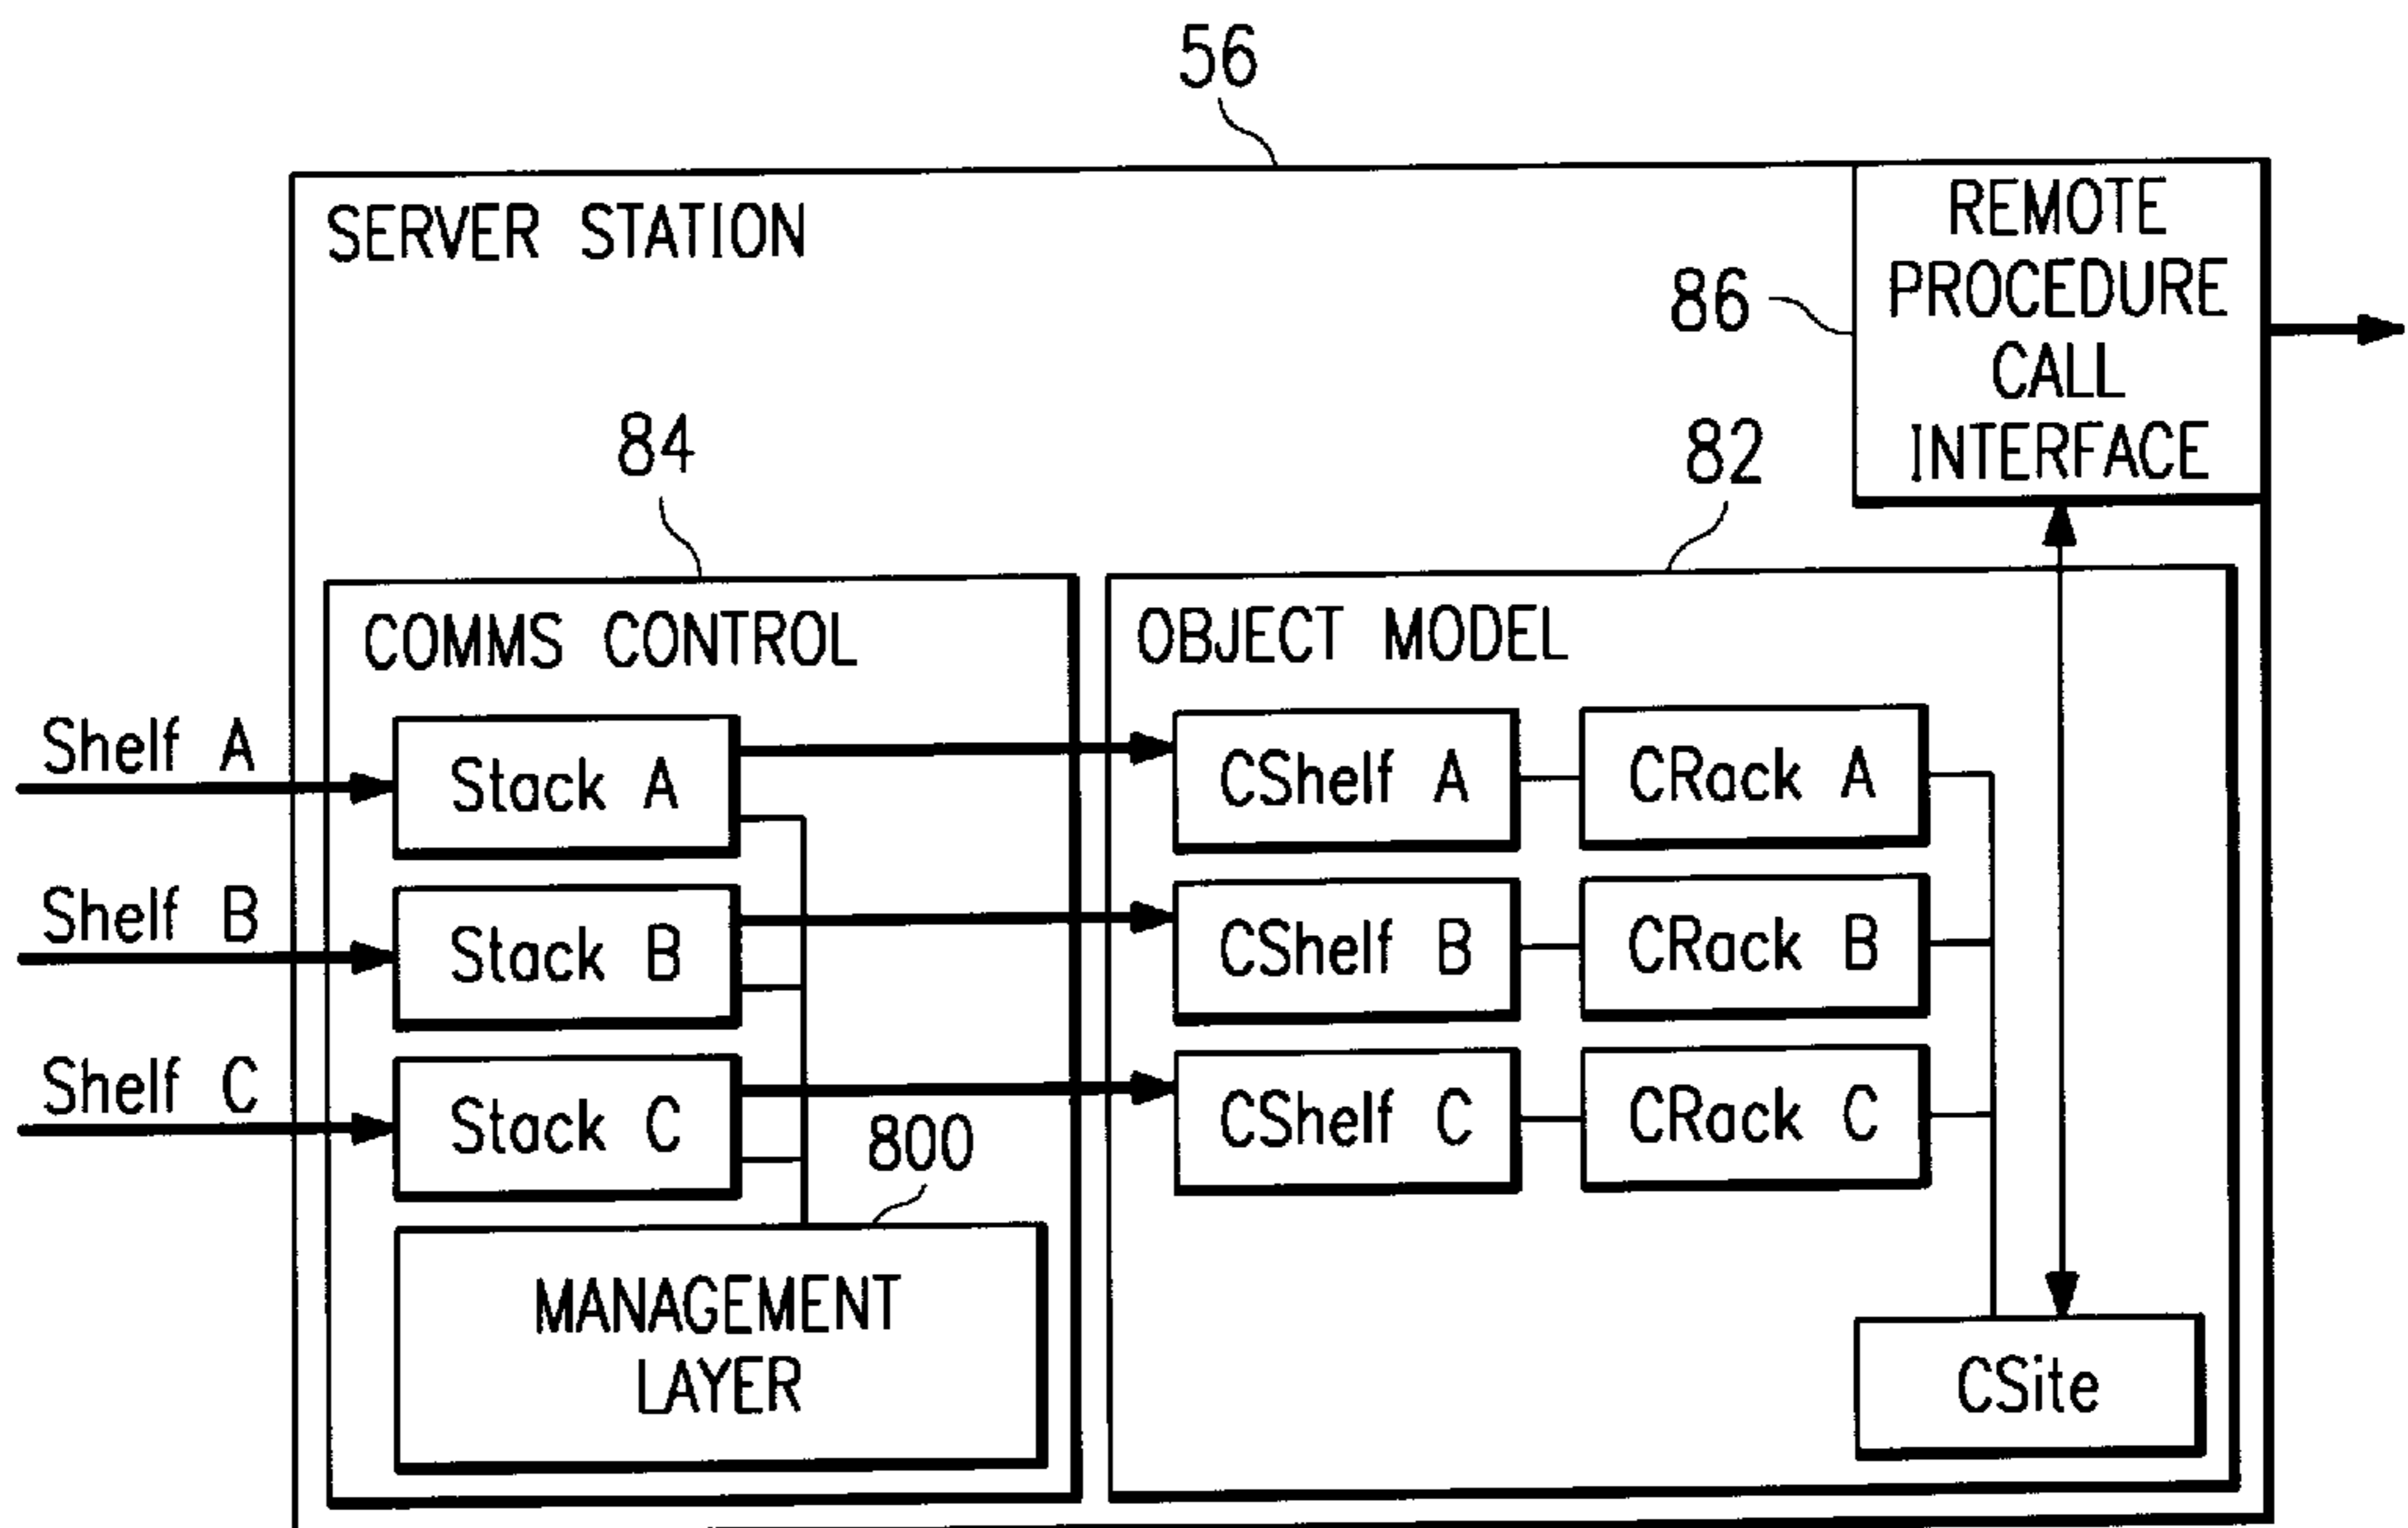 56
SERVER STATION
REMOTE
PROCEDURE
CALL
INTERFACE
86
84
82
COMMS CONTROL
OBJECT MODEL
Shelf A
Stack A
CShelf A
CRack A
Shelf B
Stack B
CShelf B
CRack B
Shelf C
Stack C
CShelf C
CRack C
800
MANAGEMENT
LAYER
CSite